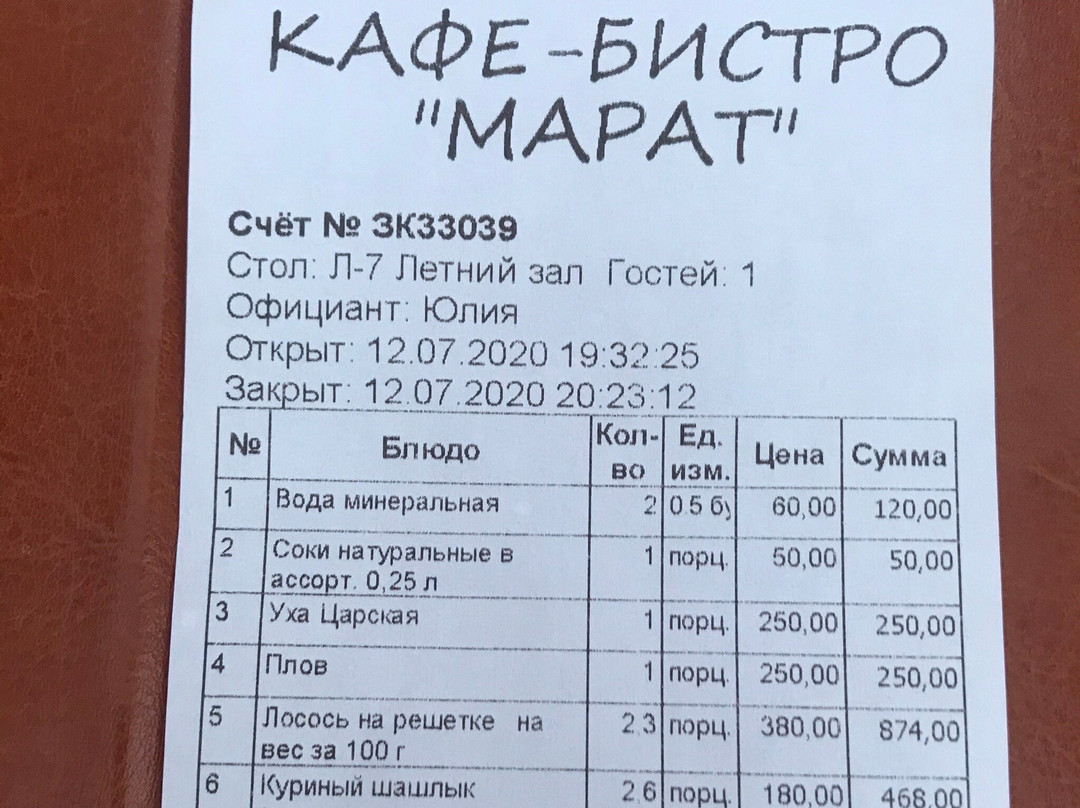 КАФЕ-БИСТРО
"МАРАТ"
Счёт № ЗК33039
Стол: Л-7 Летний зал Гостей: 1
Официант: Юлия
Открыт: 12.07.2020 19:32:25
Закрыт: 12.07.2020 20:23:12
№ Блюдо Кол-во Ед. изм. Цена Сумма
1 Вода минеральная 2 0.5 бу 60,00 120,00
2 Соки натуральные в 1 порц. 50,00 50,00
ассорт. 0,25 л
3 Уха Царская 1 порц. 250,00 250,00
4 Плов 1 порц. 250,00 250,00
5 Лосось на решетке на 2.3 порц. 380,00 874,00
вес за 100 г
6 Куриный шашлык 2.6 порц. 180,00 468,00